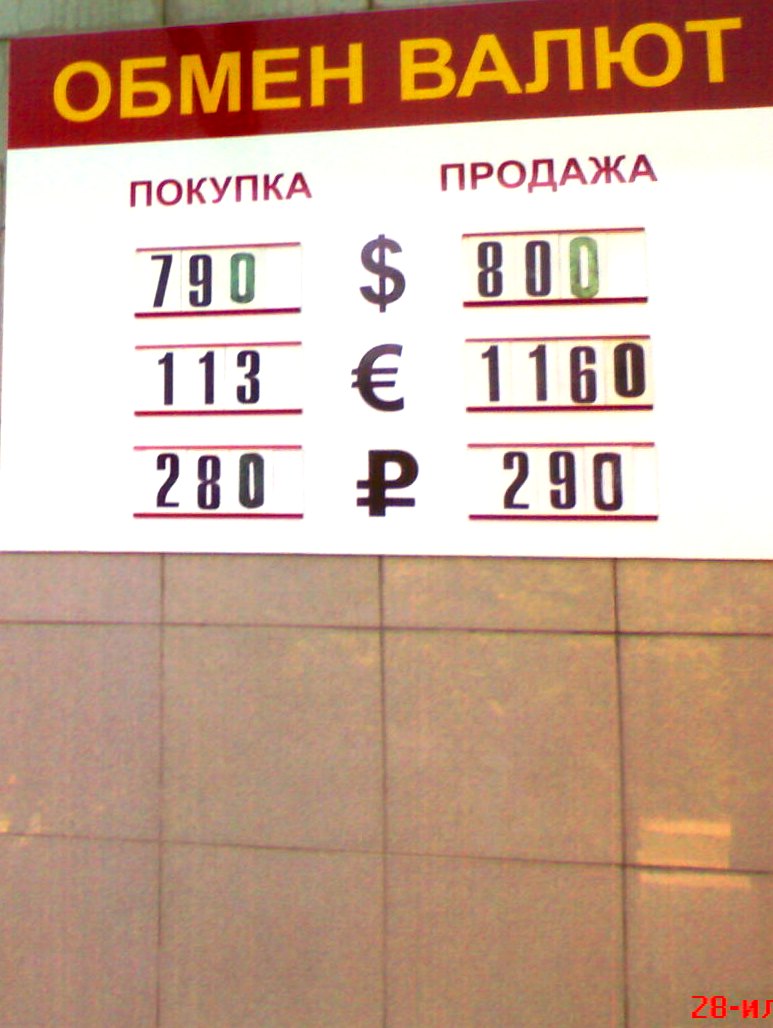 ОБМЕН ВАЛЮТ
ПОКУПКА ПРОДАЖА
790 $ 800
113 € 1160
280 ₽ 290
28-ил